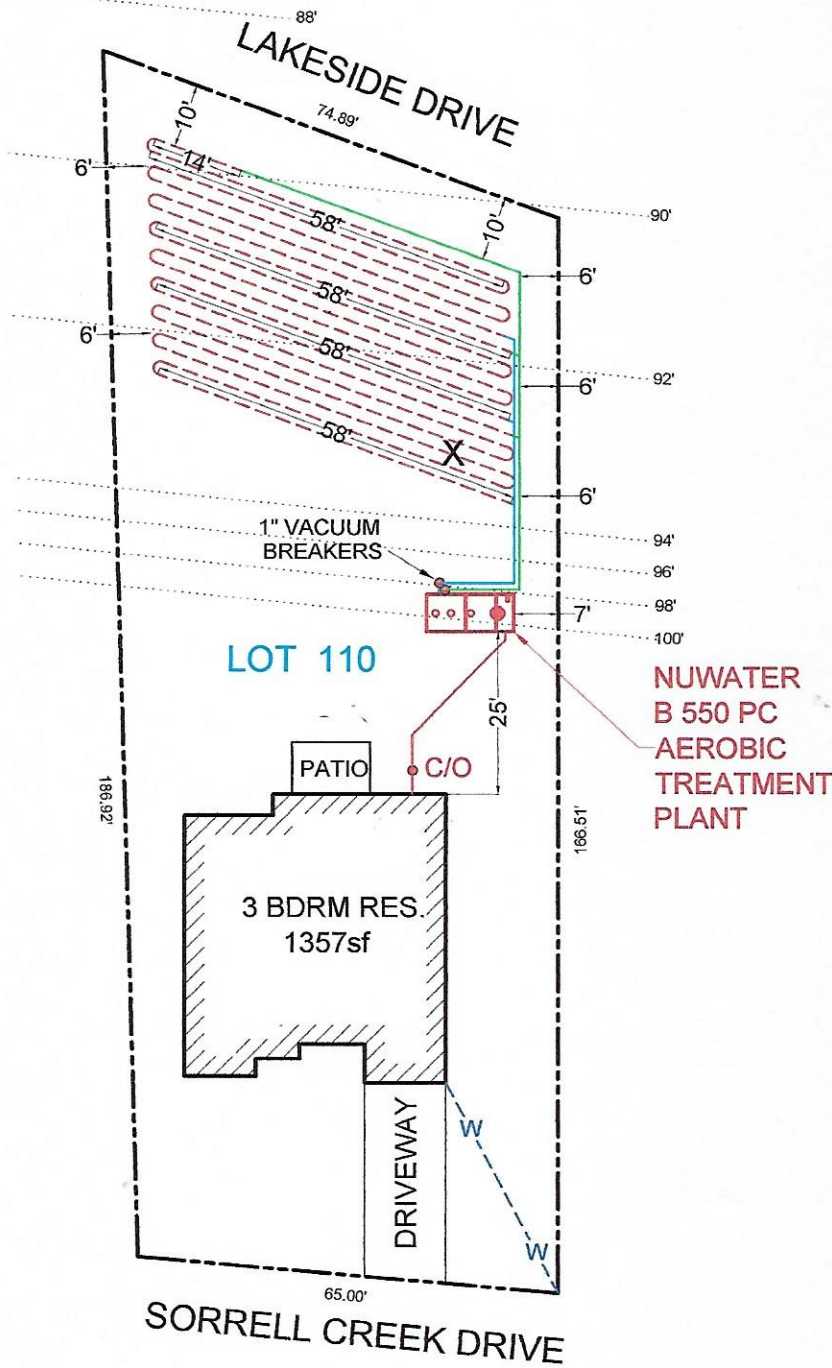 88'
LAKESIDE DRIVE
74.89'
10'
14'
6'
90'
58'
10'
6'
58'
58'
6'
92'
6'
58'
X
6'
1" VACUUM
BREAKERS
94'
96'
98'
7'
100'
LOT 110
25'
NUWATER
B 550 PC
AEROBIC
TREATMENT
PLANT
PATIO
C/O
186.92'
166.51'
3 BDRM RES.
1357sf
DRIVEWAY
W
W
65.00'
SORRELL CREEK DRIVE